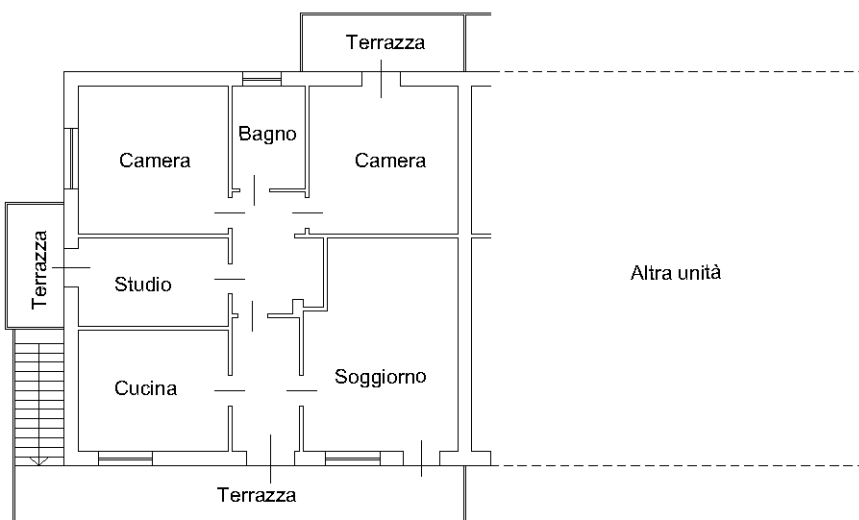 Terrazza
Bagno
Camera
Camera
Terrazza
Studio
Altra unità
Cucina
Soggiorno
Terrazza